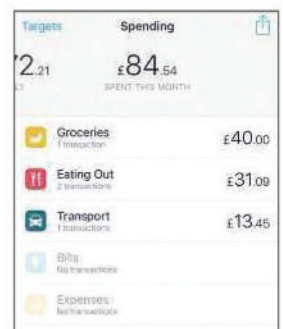 Targets
Spending
2.21
£84.54
SPENT THIS MONTH
Groceries
1 transaction
£40.00
Eating Out
2 transactions
£31.09
Transport
1 transactions
£13.45
Bills
No transactions
Expenses
No transactions